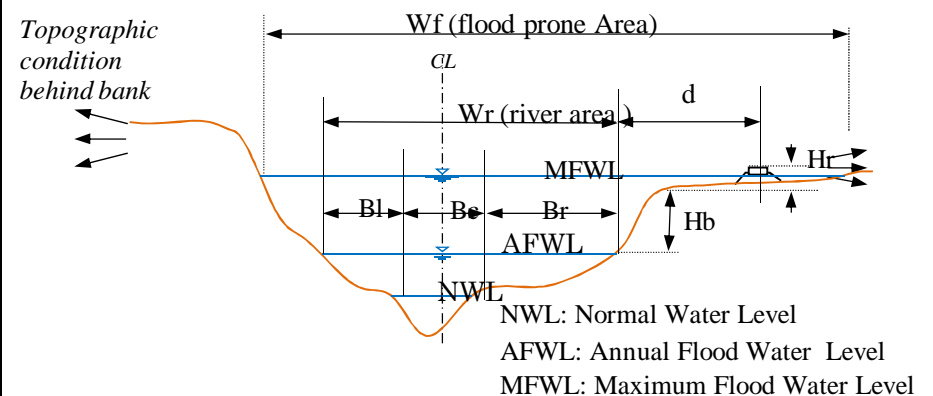 Wf (flood prone Area)
Topographic
condition
behind bank
CL
d
Wr (river area )
Hr
MFWL
Bl
Bc
Br
Hb
AFWL
NWL
NWL: Normal Water Level
AFWL: Annual Flood Water Level
MFWL: Maximum Flood Water Level